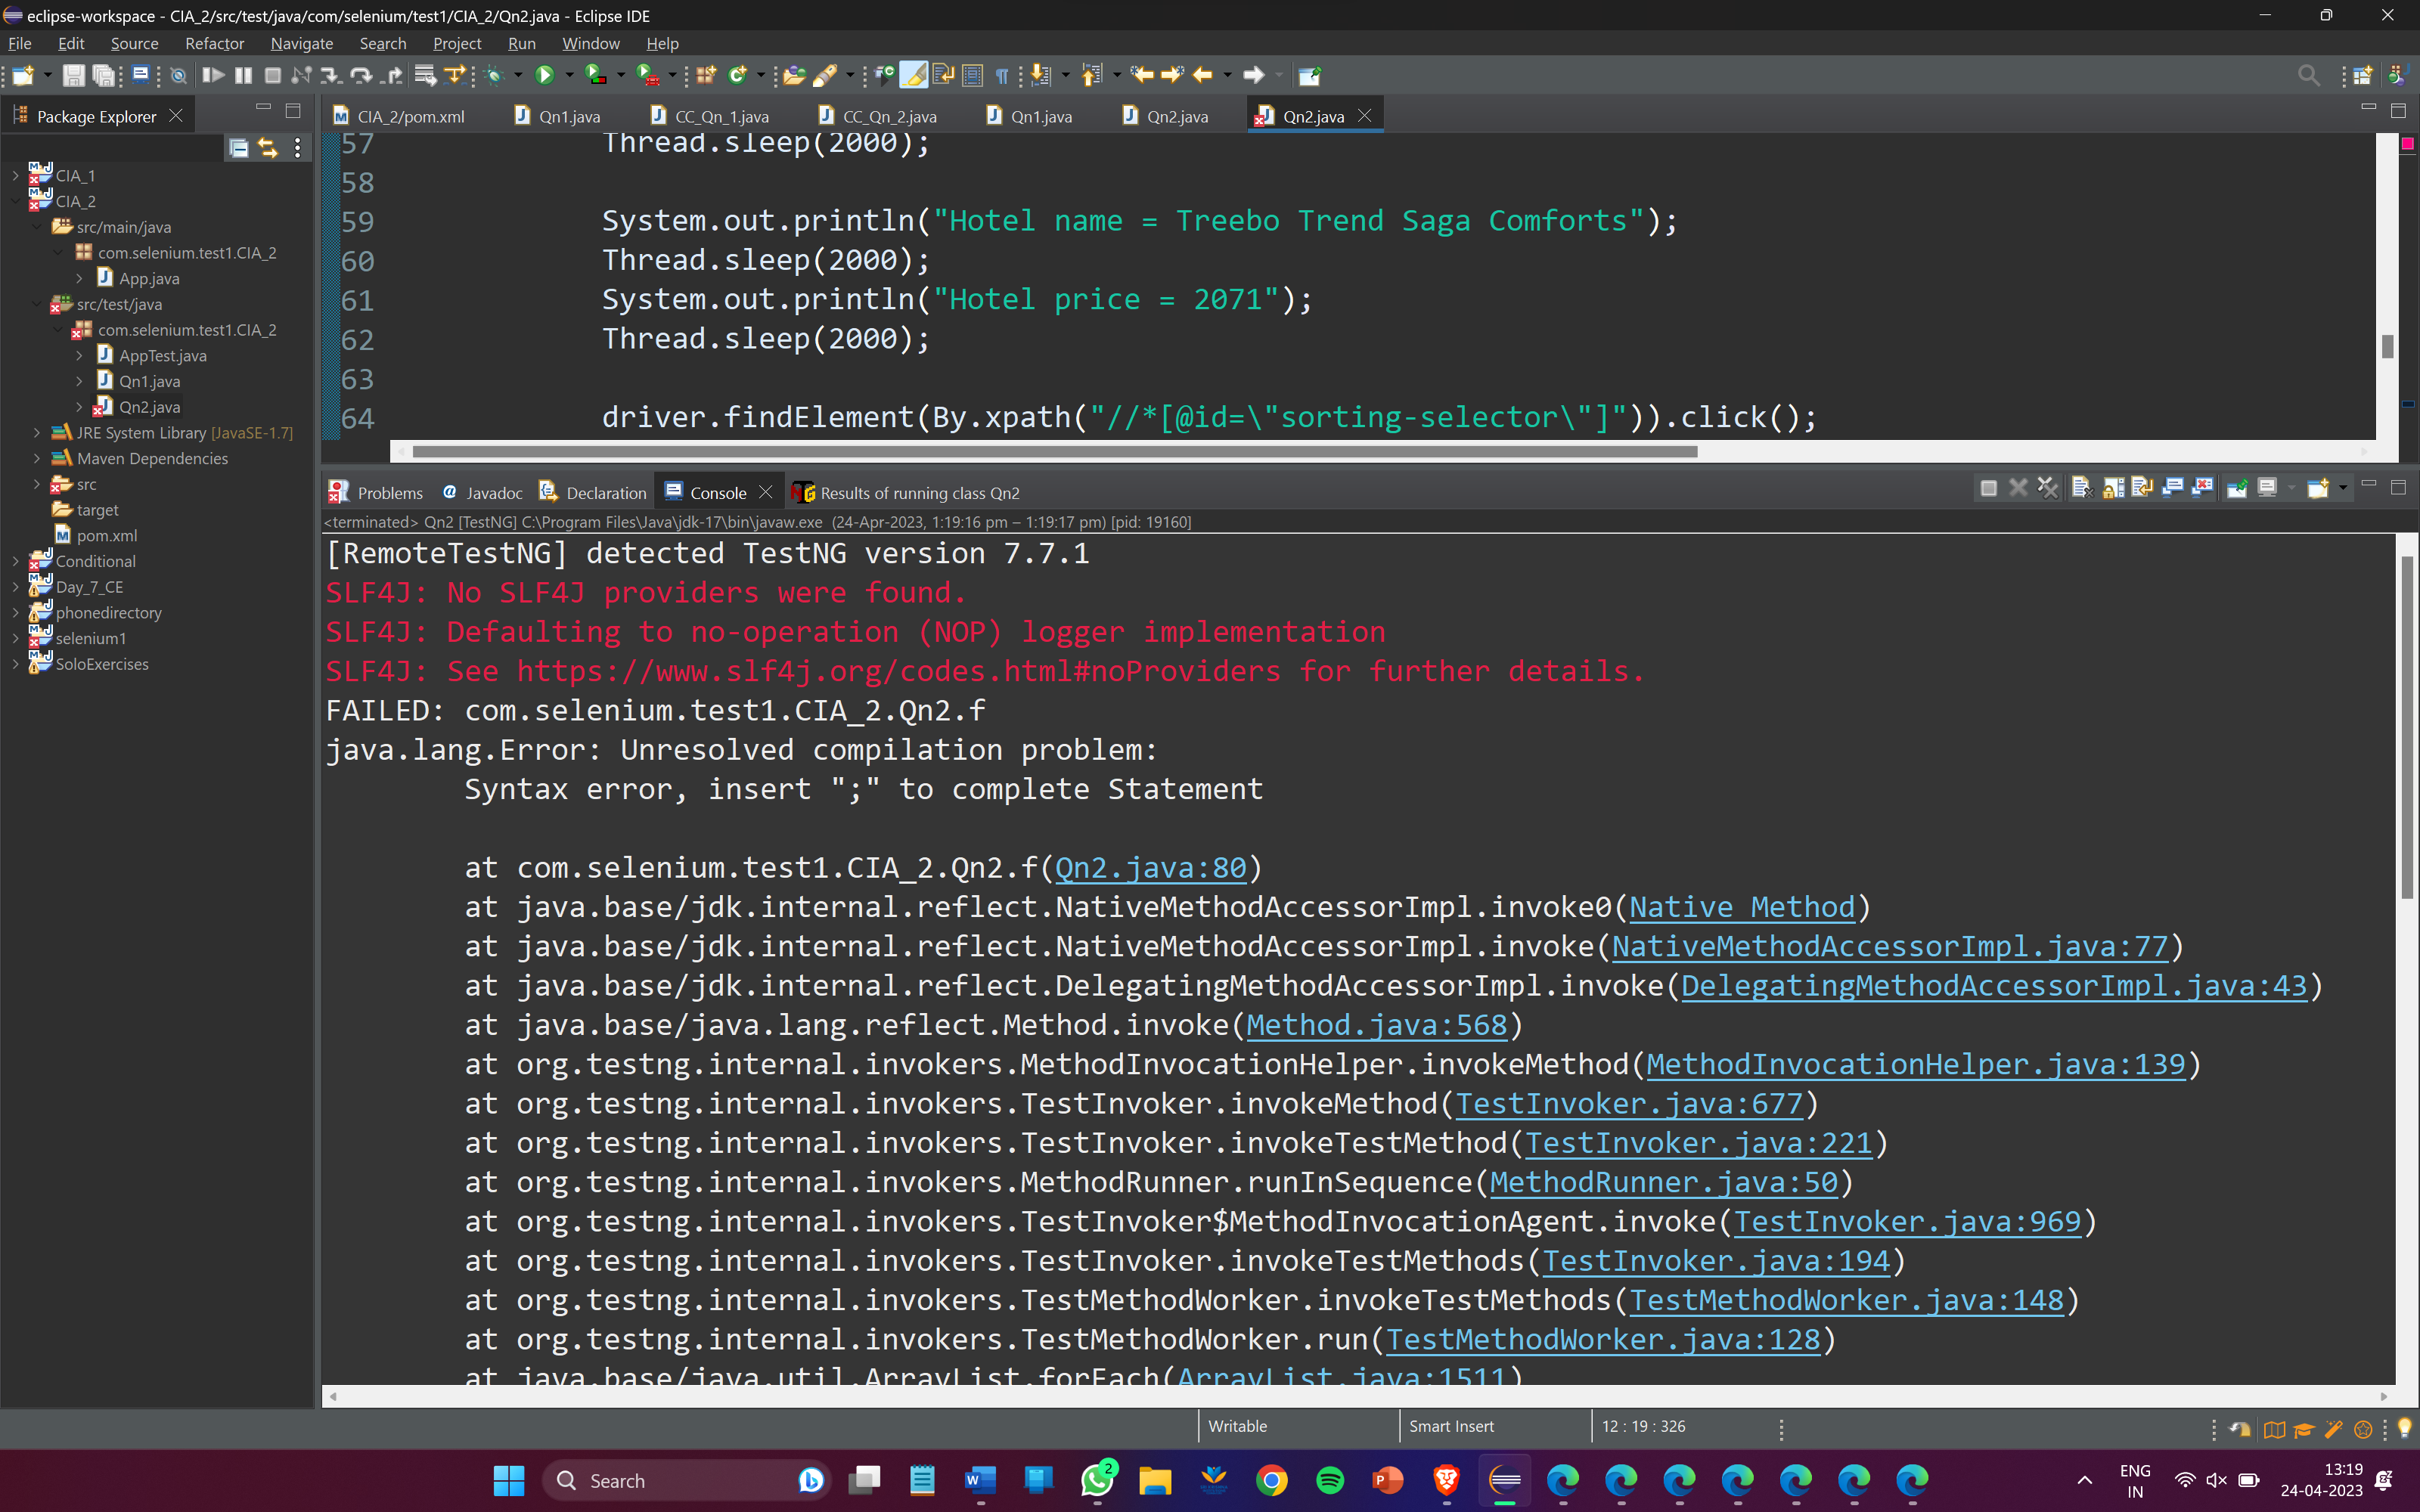 eclipse-workspace - CIA_2/src/test/java/com/selenium/test1/CIA_2/Qn2.java - Eclipse IDE
File Edit Source Refactor Navigate Search Project Run Window Help
Package Explorer
CIA_2/pom.xml Qn1.java CC_Qn_1.java CC_Qn_2.java Qn1.java Qn2.java Qn2.java
CIA_1
CIA_2
src/main/java
com.selenium.test1.CIA_2
App.java
src/test/java
com.selenium.test1.CIA_2
AppTest.java
Qn1.java
Qn2.java
JRE System Library [JavaSE-1.7]
Maven Dependencies
src
target
pom.xml
Conditional
Day_7_CE
phonedirectory
selenium1
SoloExercises
57 Thread.sleep(2000);
58
59 System.out.println("Hotel name = Treebo Trend Saga Comforts");
60 Thread.sleep(2000);
61 System.out.println("Hotel price = 2071");
62 Thread.sleep(2000);
63
64 driver.findElement(By.xpath("//*[@id=\"sorting-selector\"]")).click();
Problems Javadoc Declaration Console Results of running class Qn2
<terminated> Qn2 [TestNG] C:\Program Files\Java\jdk-17\bin\javaw.exe (24-Apr-2023, 1:19:16 pm – 1:19:17 pm) [pid: 19160]
[RemoteTestNG] detected TestNG version 7.7.1
SLF4J: No SLF4J providers were found.
SLF4J: Defaulting to no-operation (NOP) logger implementation
SLF4J: See https://www.slf4j.org/codes.html#noProviders for further details.
FAILED: com.selenium.test1.CIA_2.Qn2.f
java.lang.Error: Unresolved compilation problem:
Syntax error, insert ";" to complete Statement
at com.selenium.test1.CIA_2.Qn2.f(Qn2.java:80)
at java.base/jdk.internal.reflect.NativeMethodAccessorImpl.invoke0(Native Method)
at java.base/jdk.internal.reflect.NativeMethodAccessorImpl.invoke(NativeMethodAccessorImpl.java:77)
at java.base/jdk.internal.reflect.DelegatingMethodAccessorImpl.invoke(DelegatingMethodAccessorImpl.java:43)
at java.base/java.lang.reflect.Method.invoke(Method.java:568)
at org.testng.internal.invokers.MethodInvocationHelper.invokeMethod(MethodInvocationHelper.java:139)
at org.testng.internal.invokers.TestInvoker.invokeMethod(TestInvoker.java:677)
at org.testng.internal.invokers.TestInvoker.invokeTestMethod(TestInvoker.java:221)
at org.testng.internal.invokers.MethodRunner.runInSequence(MethodRunner.java:50)
at org.testng.internal.invokers.TestInvoker$MethodInvocationAgent.invoke(TestInvoker.java:969)
at org.testng.internal.invokers.TestInvoker.invokeTestMethods(TestInvoker.java:194)
at org.testng.internal.invokers.TestMethodWorker.invokeTestMethods(TestMethodWorker.java:148)
at org.testng.internal.invokers.TestMethodWorker.run(TestMethodWorker.java:128)
at java.base/java.util.ArrayList.forEach(ArrayList.java:1511)
Writable Smart Insert 12 : 19 : 326
Search
2
ENG
IN
13:19
24-04-2023